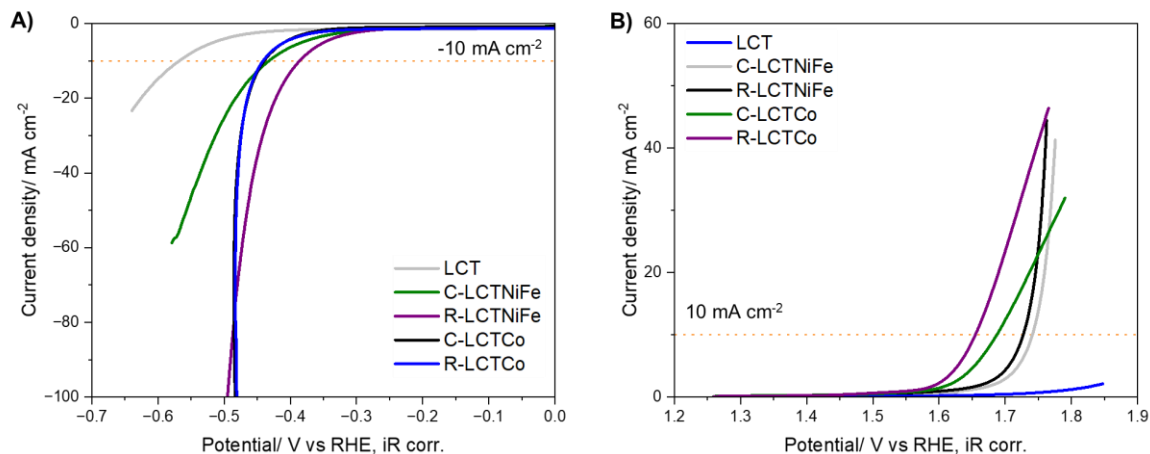 A)
0
−20
−40
−60
−80
−100
Current density/ mA cm⁻²
-10 mA cm⁻²
LCT
C-LCTNiFe
R-LCTNiFe
C-LCTCo
R-LCTCo
−0.7 −0.6 −0.5 −0.4 −0.3 −0.2 −0.1 0.0
Potential/ V vs RHE, iR corr.
B)
60
40
20
0
Current density/ mA cm⁻²
LCT
C-LCTNiFe
R-LCTNiFe
C-LCTCo
R-LCTCo
10 mA cm⁻²
1.2 1.3 1.4 1.5 1.6 1.7 1.8 1.9
Potential/ V vs RHE, iR corr.